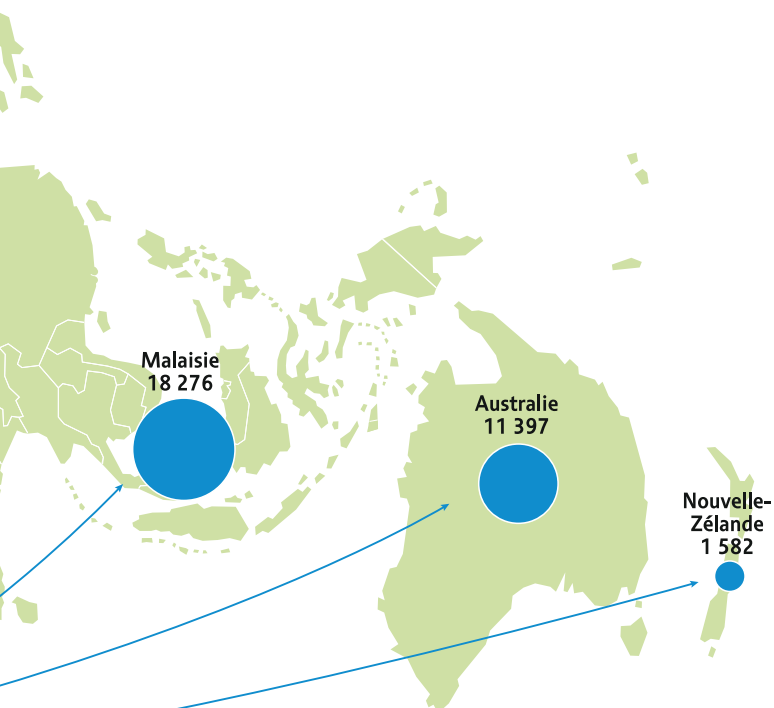 Malaisie
18 276
Australie
11 397
Nouvelle-
Zélande
1 582